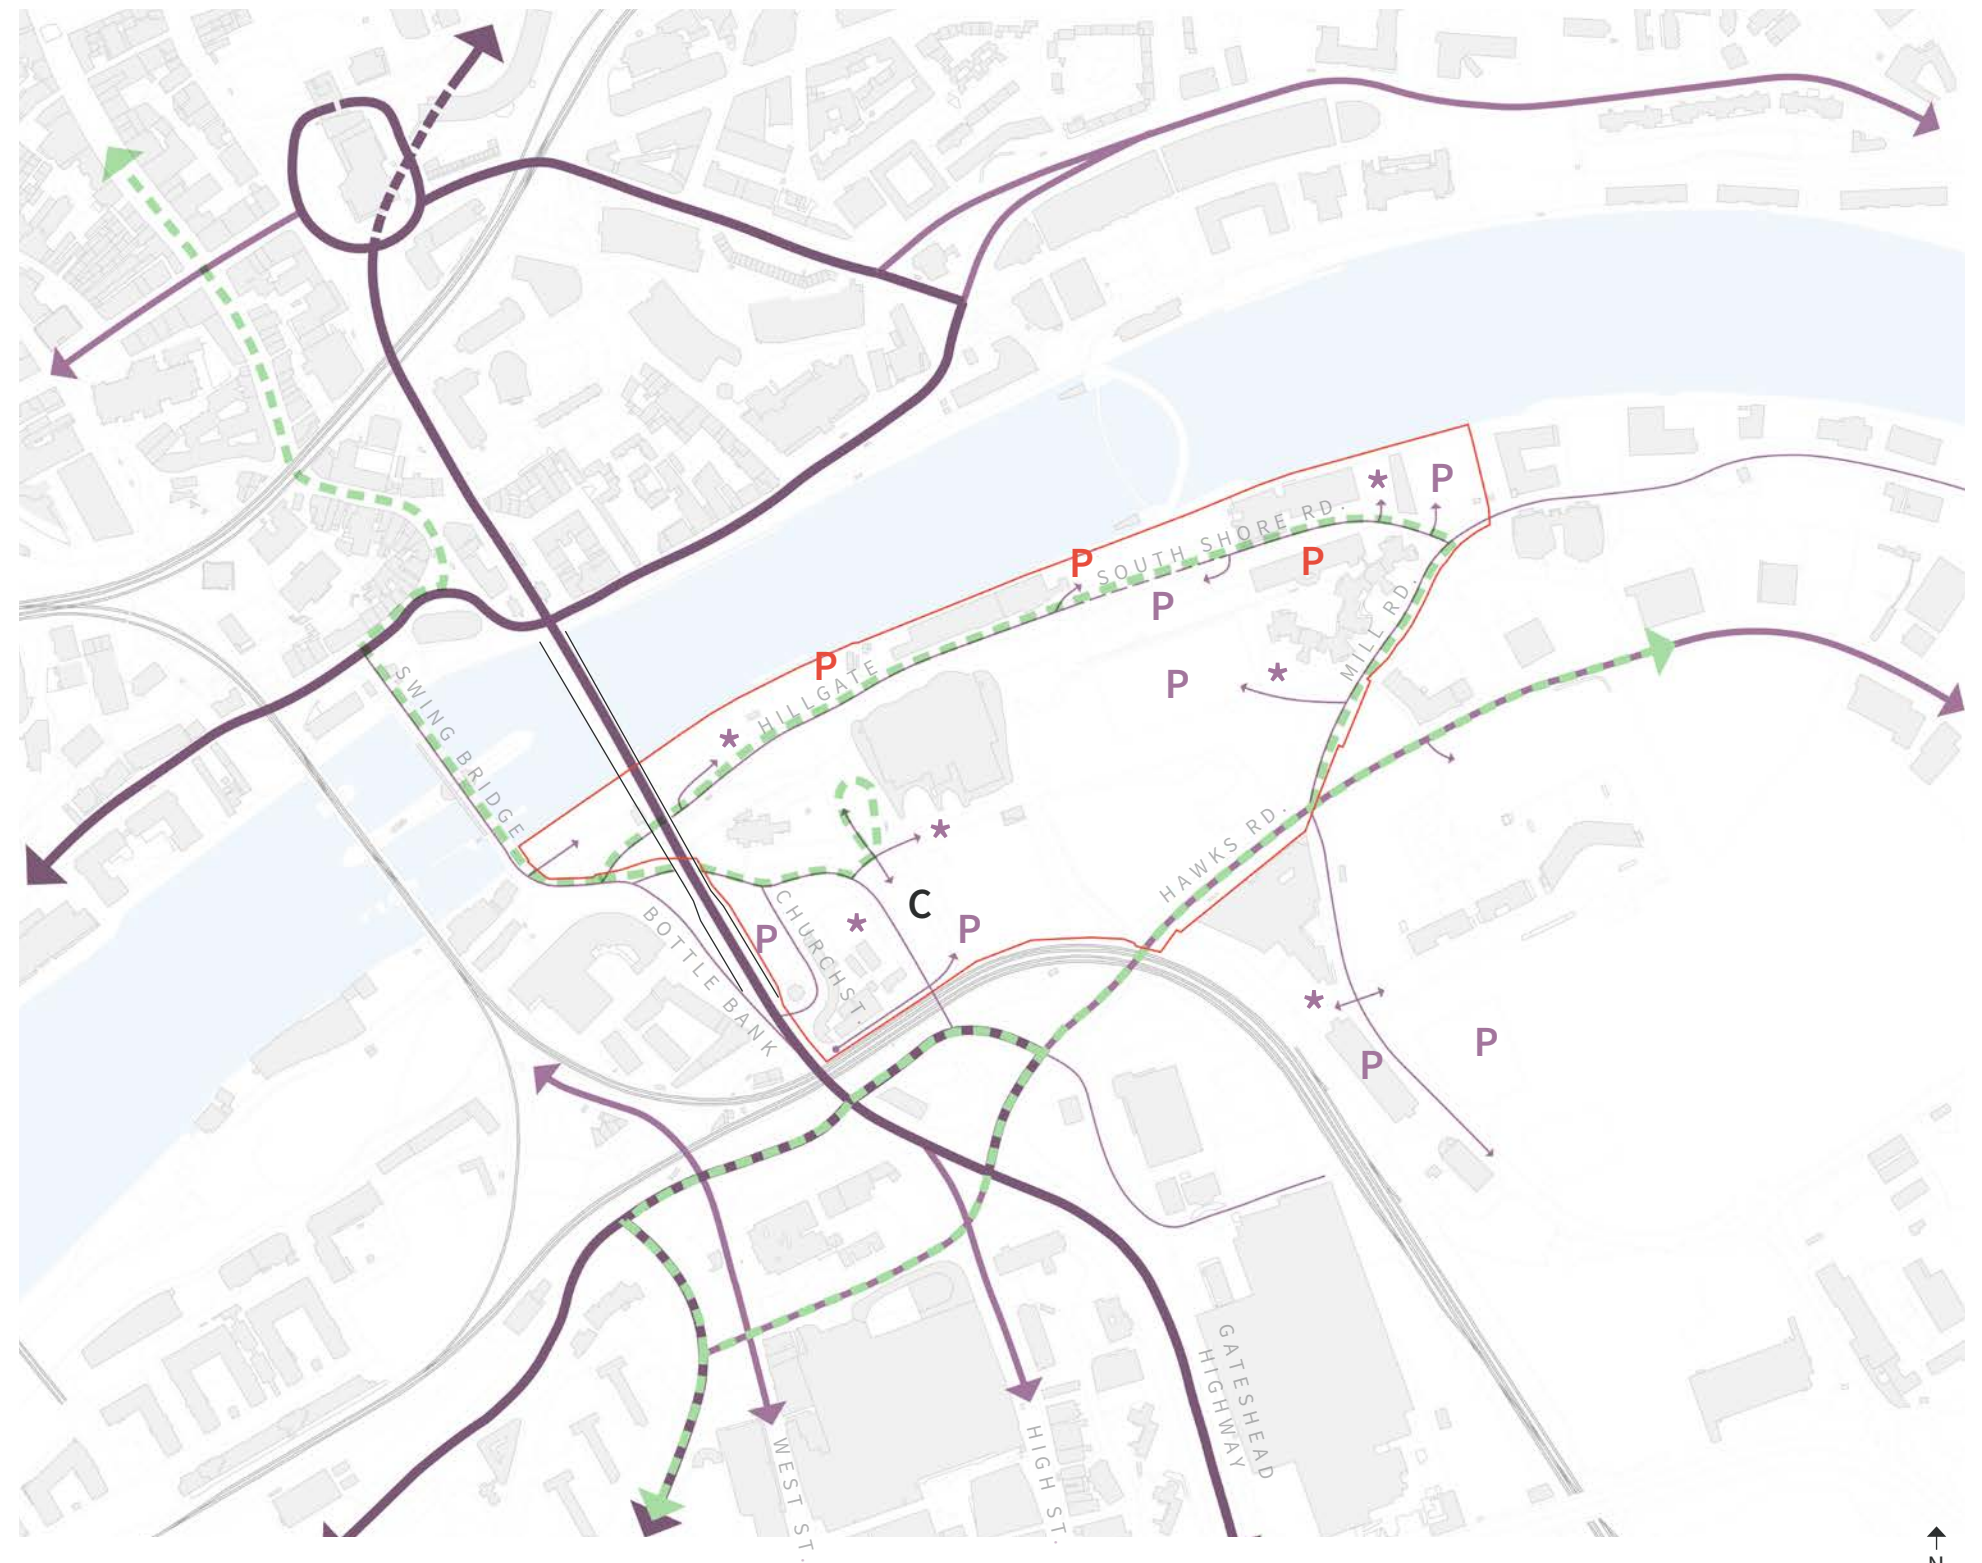 *
P
SOUTH SHORE RD.
P
P
P
MILL RD.
P
HILLGATE
P
*
*
SWING BRIDGE
*
HAWKS RD.
C
CHURCH ST.
*
P
P
BOTTLE BANK
*
P
P
GATESHEAD
HIGHWAY
HIGH ST.
WEST ST.
N